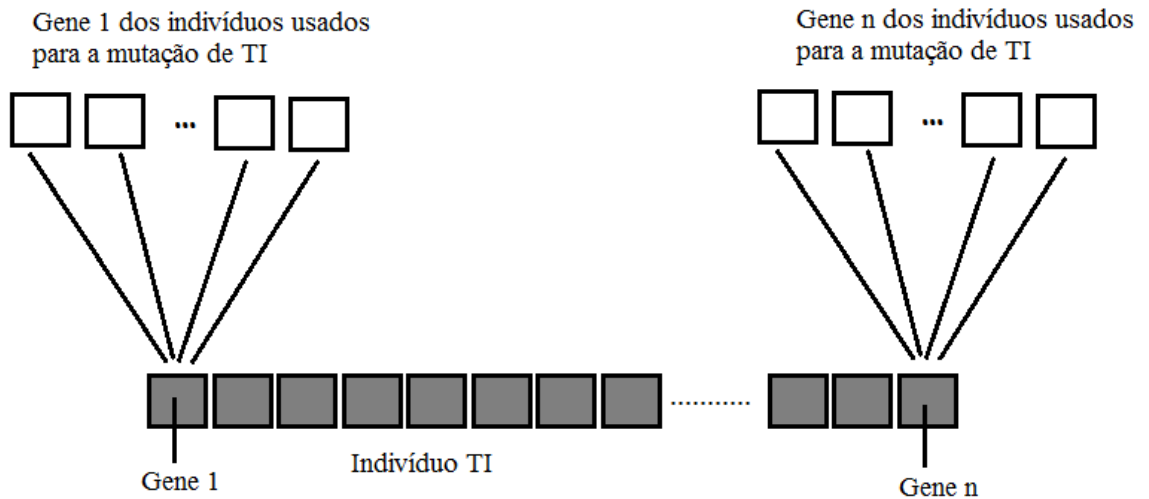 Gene 1 dos indivíduos usados
para a mutação de TI
Gene n dos indivíduos usados
para a mutação de TI
...
...
...........
Gene 1
Indivíduo TI
Gene n